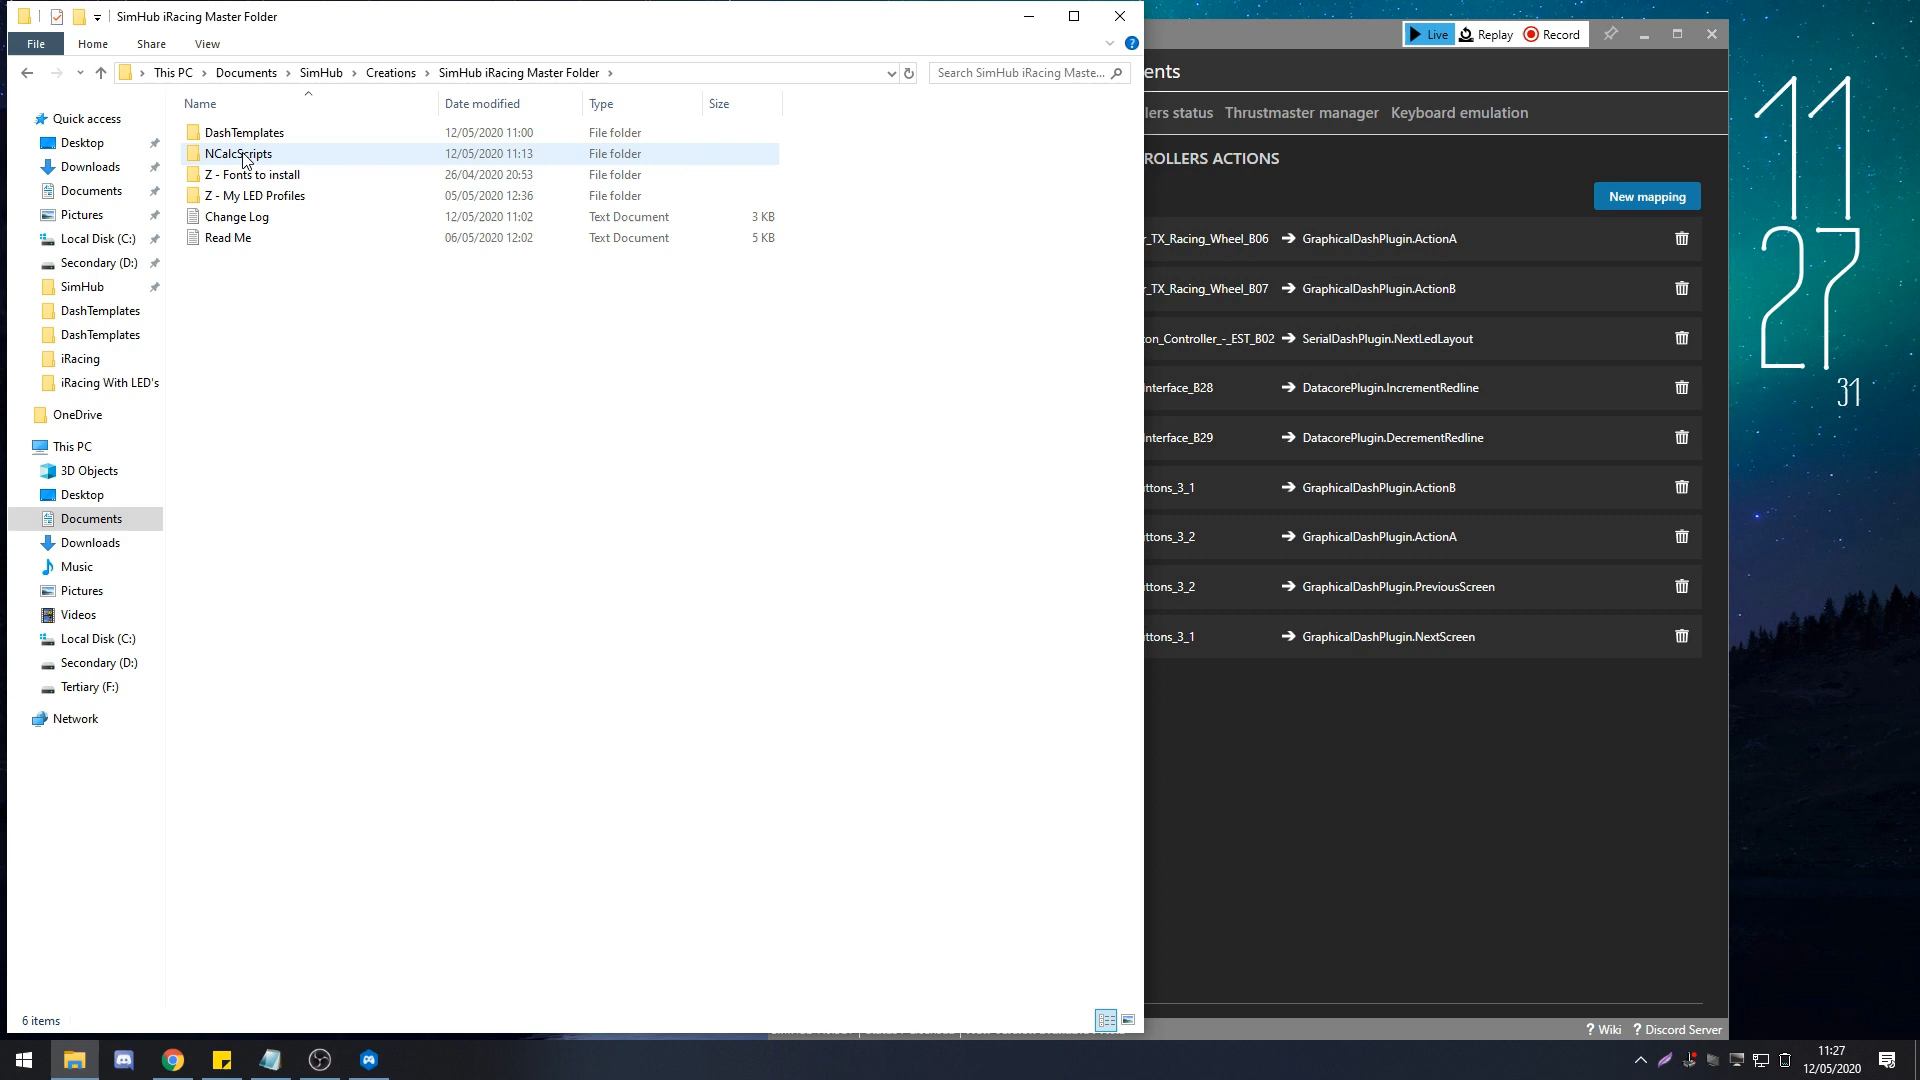 SimHub iRacing Master Folder
File
Home
Share
View
This PC
Documents
SimHub
Creations
SimHub iRacing Master Folder
Search SimHub iRacing Maste...
Name
Date modified
Type
Size
DashTemplates 12/05/2020 11:00 File folder
NCalcScripts 12/05/2020 11:13 File folder
Z - Fonts to install 26/04/2020 20:53 File folder
Z - My LED Profiles 05/05/2020 12:36 File folder
Change Log 12/05/2020 11:02 Text Document 3 KB
Read Me 06/05/2020 12:02 Text Document 5 KB
Quick access
Desktop
Downloads
Documents
Pictures
Local Disk (C:)
Secondary (D:)
SimHub
DashTemplates
DashTemplates
iRacing
iRacing With LED's
OneDrive
This PC
3D Objects
Desktop
Documents
Downloads
Music
Pictures
Videos
Local Disk (C:)
Secondary (D:)
Tertiary (F:)
Network
6 items
Live
Replay
Record
ents
lers status Thrustmaster manager Keyboard emulation
ROLLERS ACTIONS
New mapping
r_TX_Racing_Wheel_B06 → GraphicalDashPlugin.ActionA
r_TX_Racing_Wheel_B07 → GraphicalDashPlugin.ActionB
on_Controller_-_EST_B02 → SerialDashPlugin.NextLedLayout
nterface_B28 → DatacorePlugin.IncrementRedline
nterface_B29 → DatacorePlugin.DecrementRedline
ttons_3_1 → GraphicalDashPlugin.ActionB
ttons_3_2 → GraphicalDashPlugin.ActionA
ttons_3_2 → GraphicalDashPlugin.PreviousScreen
ttons_3_1 → GraphicalDashPlugin.NextScreen
? Wiki
? Discord Server
11
27
31
11:27
12/05/2020